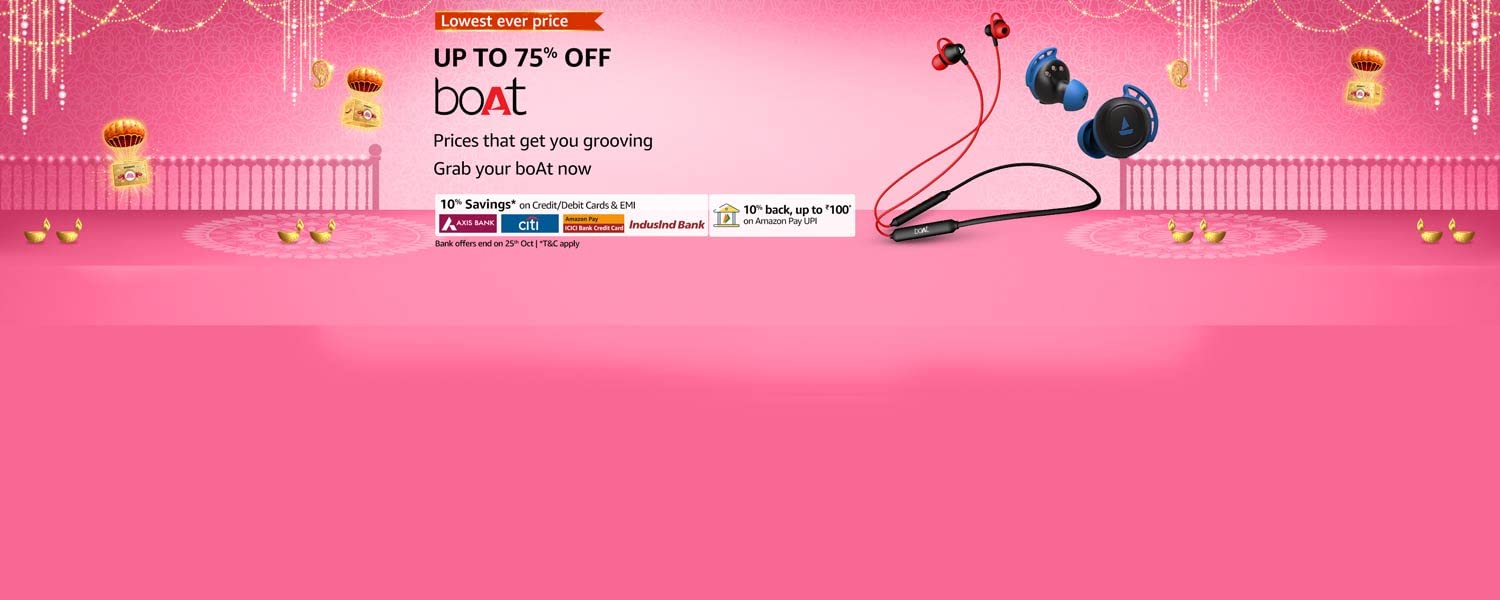 Lowest ever price
UP TO 75% OFF
boAt
Prices that get you grooving
Grab your boAt now
10% Savings* on Credit/Debit Cards & EMI
AXIS BANK
citi
Amazon Pay
ICICI Bank Credit Card
IndusInd Bank
10% back, up to ₹100*
on Amazon Pay UPI
Bank offers end on 25th Oct | *T&C apply
boAt